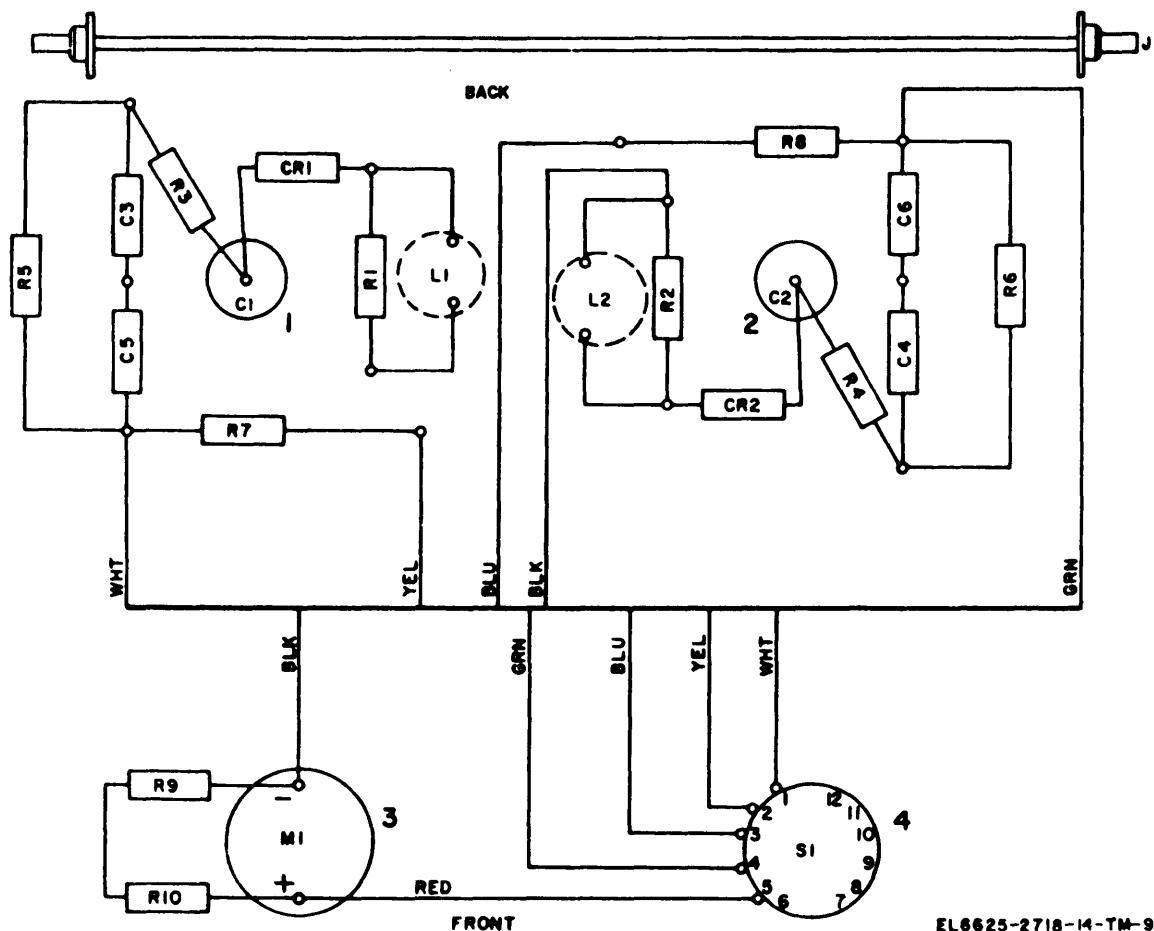 J
BACK
R8
CR1
R3
C3
C6
R5
R1
L1
L2
R2
C1
1
C2
2
R6
C5
C4
R4
CR2
R7
WHT
YEL
BLU
BLK
GRN
BLK
GRN
BLU
YEL
WHT
R9
-
M1
3
+
R10
RED
FRONT
1
2
3
4
5
6
7
8
9
10
11
12
S1
4
EL6625-2718-14-TM-9